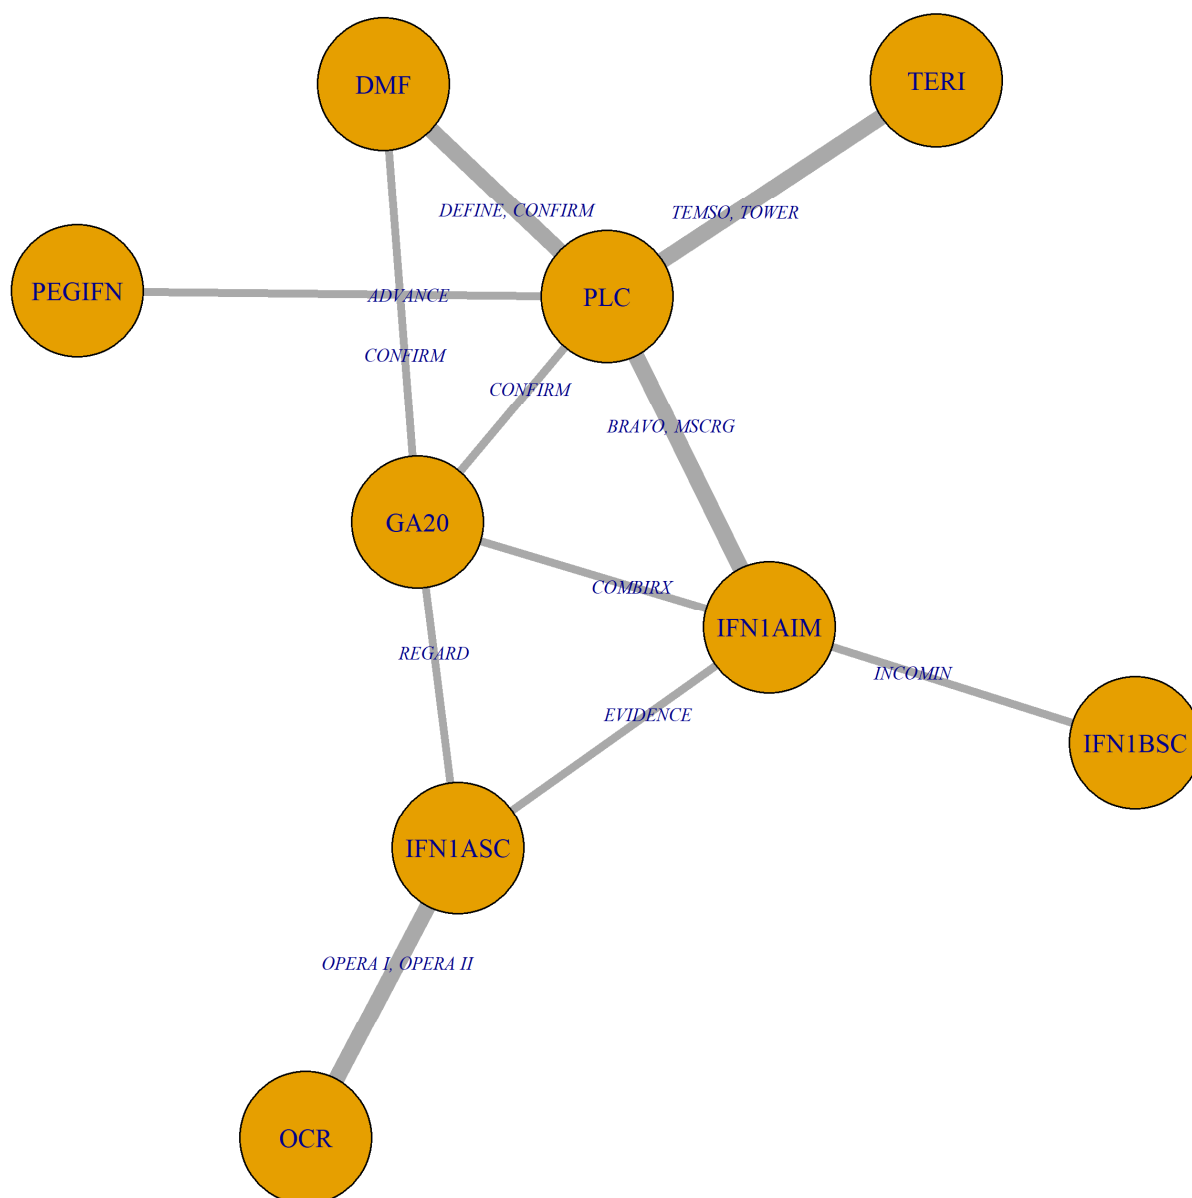 DMF
TERI
DEFINE, CONFIRM
TEMSO, TOWER
PEGIFN
ADVANCE
PLC
CONFIRM
CONFIRM
BRAVO, MSCRG
GA20
COMBIRX
IFN1AIM
REGARD
INCOMIN
EVIDENCE
IFN1BSC
IFN1ASC
OPERA I, OPERA II
OCR